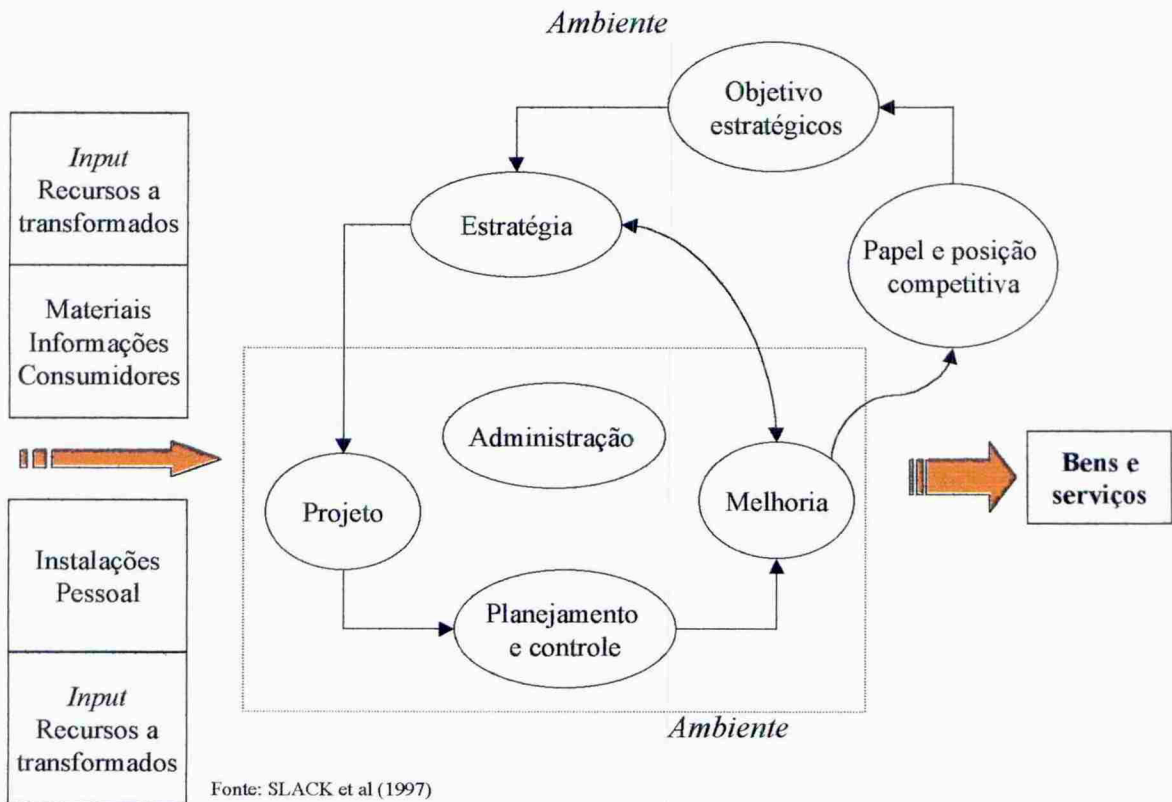 Ambiente
Objetivo
estratégicos
Input
Recursos a
transformados
Estratégia
Papel e posição
competitiva
Materiais
Informações
Consumidores
Administração
Bens e
serviços
Projeto
Melhoria
Instalações
Pessoal
Planejamento
e controle
Input
Recursos a
transformados
Ambiente
Fonte: SLACK et al (1997)